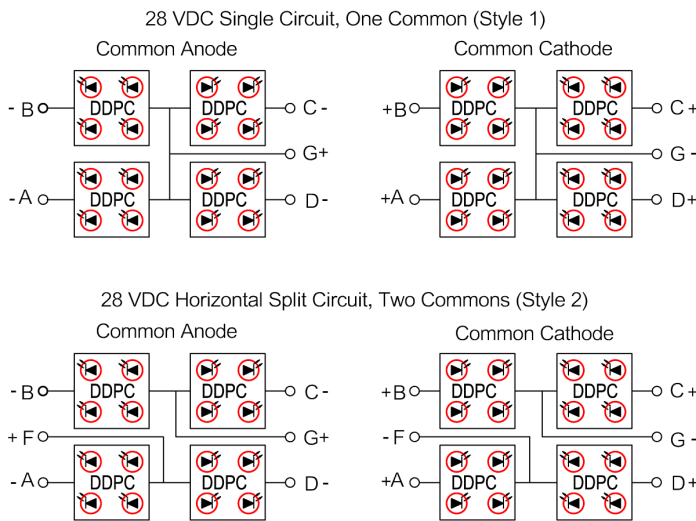 28 VDC Single Circuit, One Common (Style 1)
Common Anode Common Cathode
- B DDPC DDPC C - +B DDPC DDPC C +
G+ G -
- A DDPC DDPC D - +A DDPC DDPC D+
28 VDC Horizontal Split Circuit, Two Commons (Style 2)
Common Anode Common Cathode
- B DDPC DDPC C - +B DDPC DDPC C +
+ F G+ - F G -
- A DDPC DDPC D - +A DDPC DDPC D+